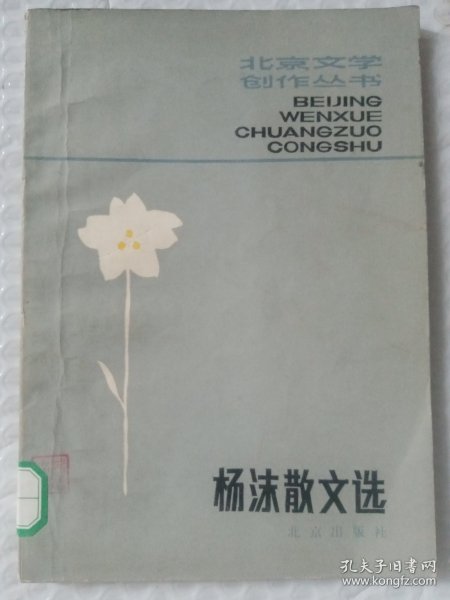 北京文学
创作丛书
BEIJING
WENXUE
CHUANGZUO
CONGSHU
杨沫散文选
北京出版社
孔夫子旧书网
www.kongfz.com